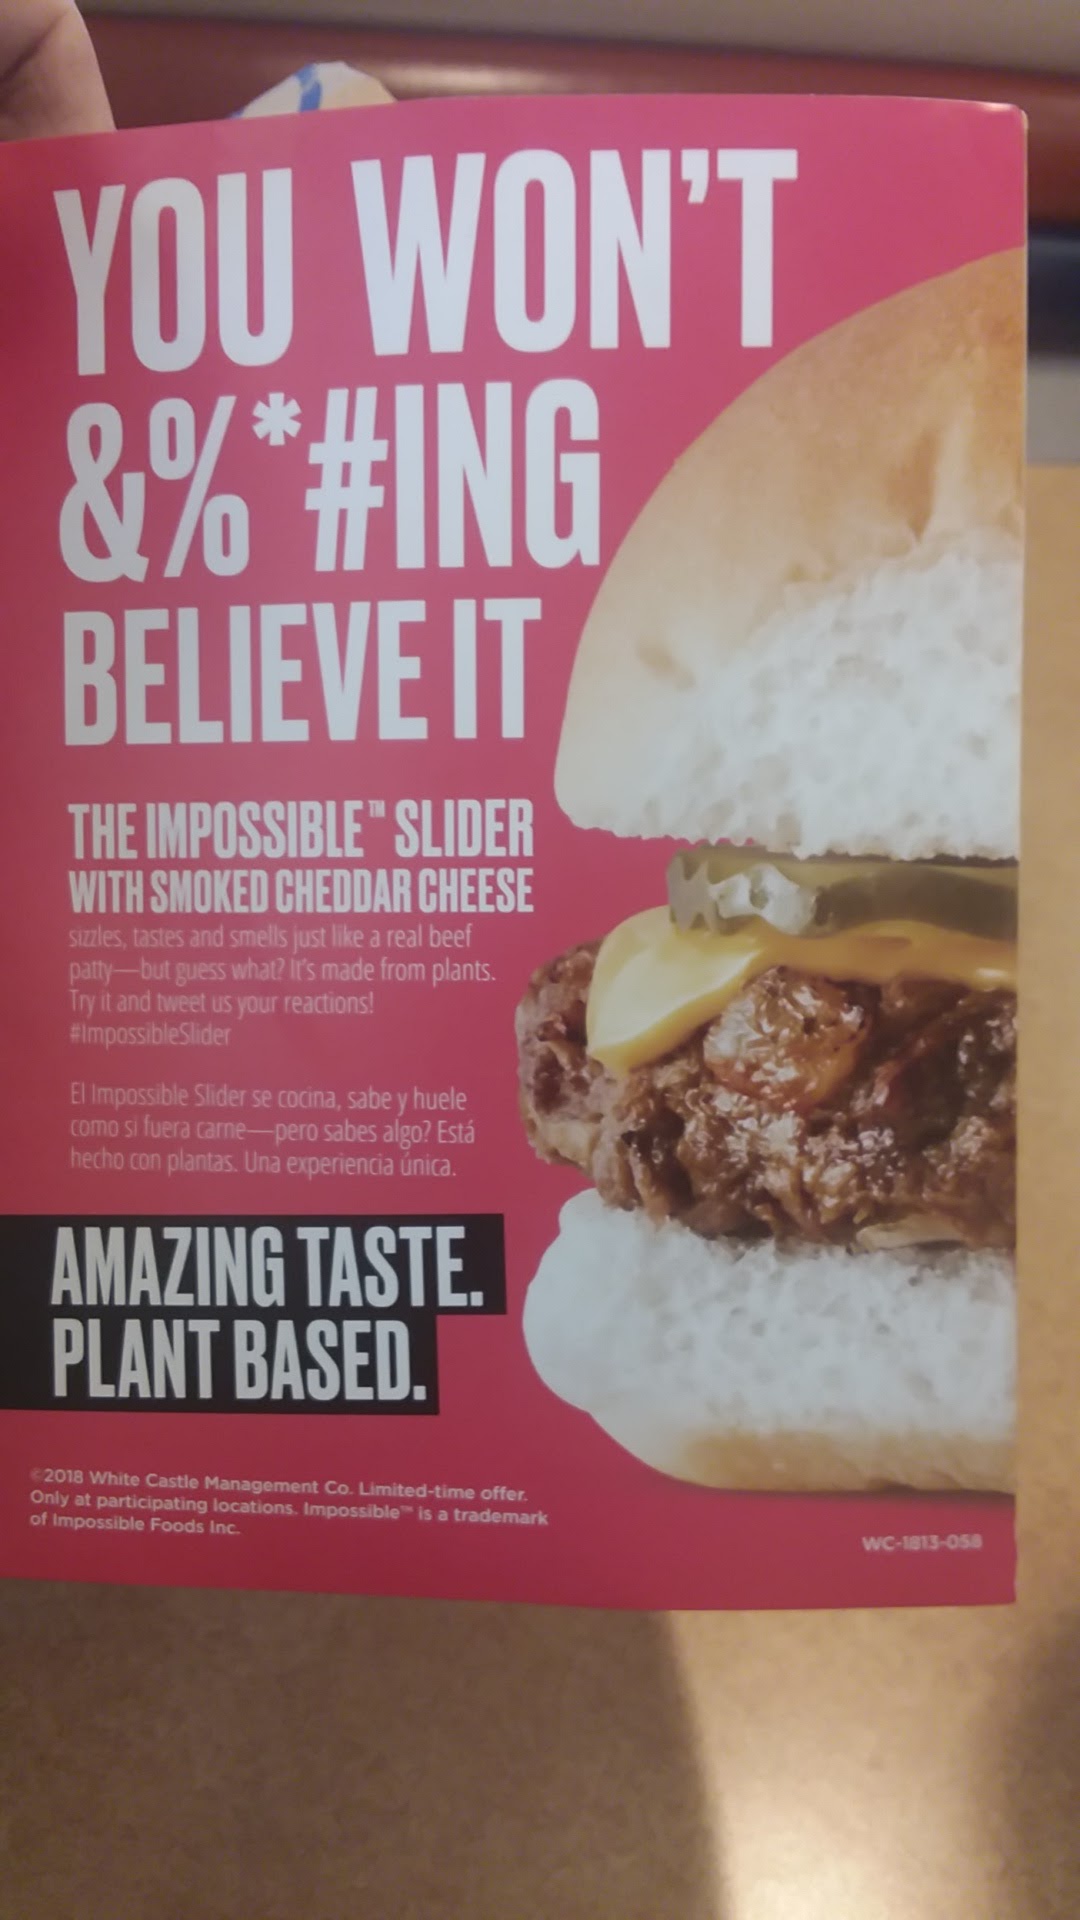 YOU WON'T
&%*#ING
BELIEVE IT
THE IMPOSSIBLE™ SLIDER
WITH SMOKED CHEDDAR CHEESE
sizzles, tastes and smells just like a real beef
patty—but guess what? It's made from plants.
Try it and tweet us your reactions!
#ImpossibleSlider
El Impossible Slider se cocina, sabe y huele
como si fuera carne—pero sabes algo? Está
hecho con plantas. Una experiencia única.
AMAZING TASTE.
PLANT BASED.
©2018 White Castle Management Co. Limited-time offer.
Only at participating locations. Impossible™ is a trademark
of Impossible Foods Inc.
WC-1813-058